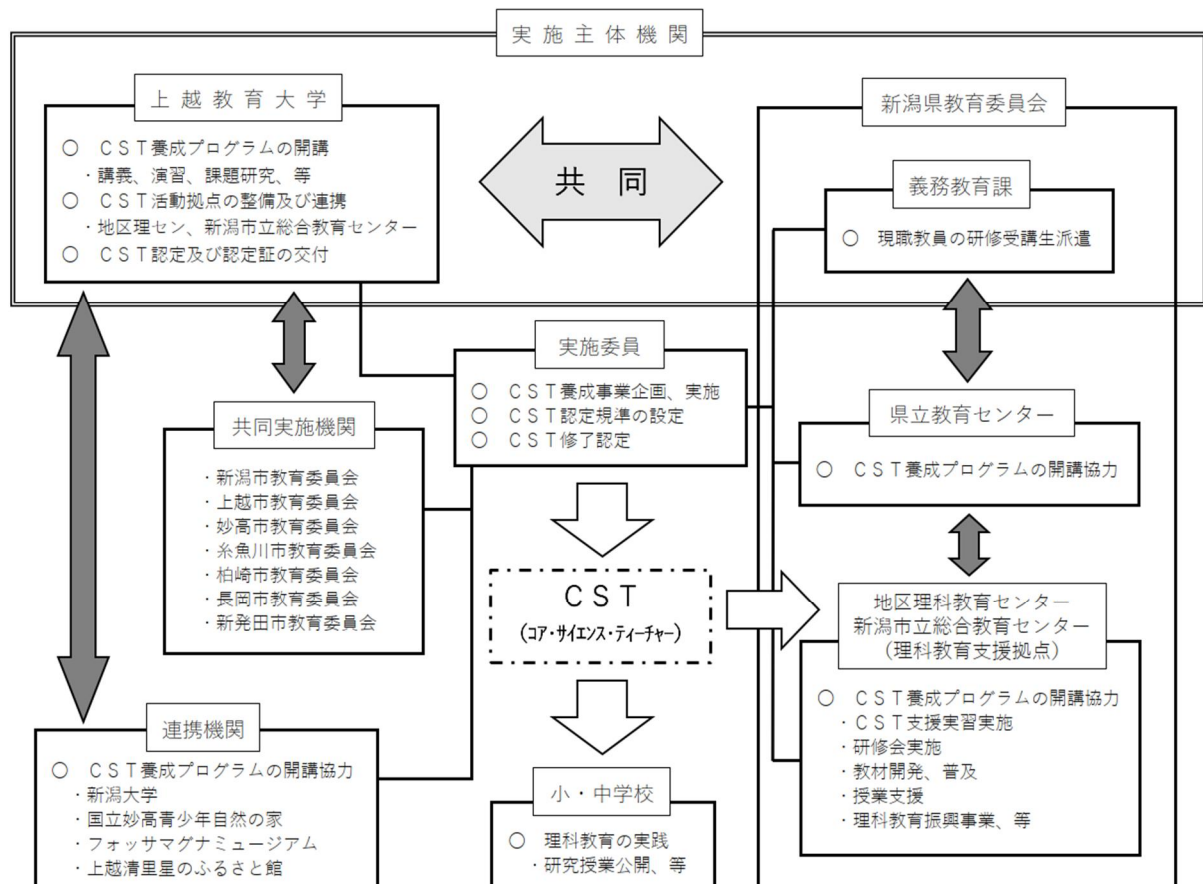 実施主体機関
上越教育大学
○ CST養成プログラムの開講
・講義、演習、課題研究、等
○ CST活動拠点の整備及び連携
・地区理セン、新潟市立総合教育センター
○ CST認定及び認定証の交付
共同
新潟県教育委員会
義務教育課
○ 現職教員の研修受講生派遣
実施委員
○ CST養成事業企画、実施
○ CST認定規準の設定
○ CST修了認定
県立教育センター
○ CST養成プログラムの開講協力
共同実施機関
・新潟市教育委員会
・上越市教育委員会
・妙高市教育委員会
・糸魚川市教育委員会
・柏崎市教育委員会
・長岡市教育委員会
・新発田市教育委員会
CST
(コア・サイエンス・ティーチャー)
地区理科教育センター
新潟市立総合教育センター
(理科教育支援拠点)
○ CST養成プログラムの開講協力
・CST支援実習実施
・研修会実施
・教材開発、普及
・授業支援
・理科教育振興事業、等
連携機関
○ CST養成プログラムの開講協力
・新潟大学
・国立妙高青少年自然の家
・フォッサマグナミュージアム
・上越清里星のふるさと館
小・中学校
○ 理科教育の実践
・研究授業公開、等